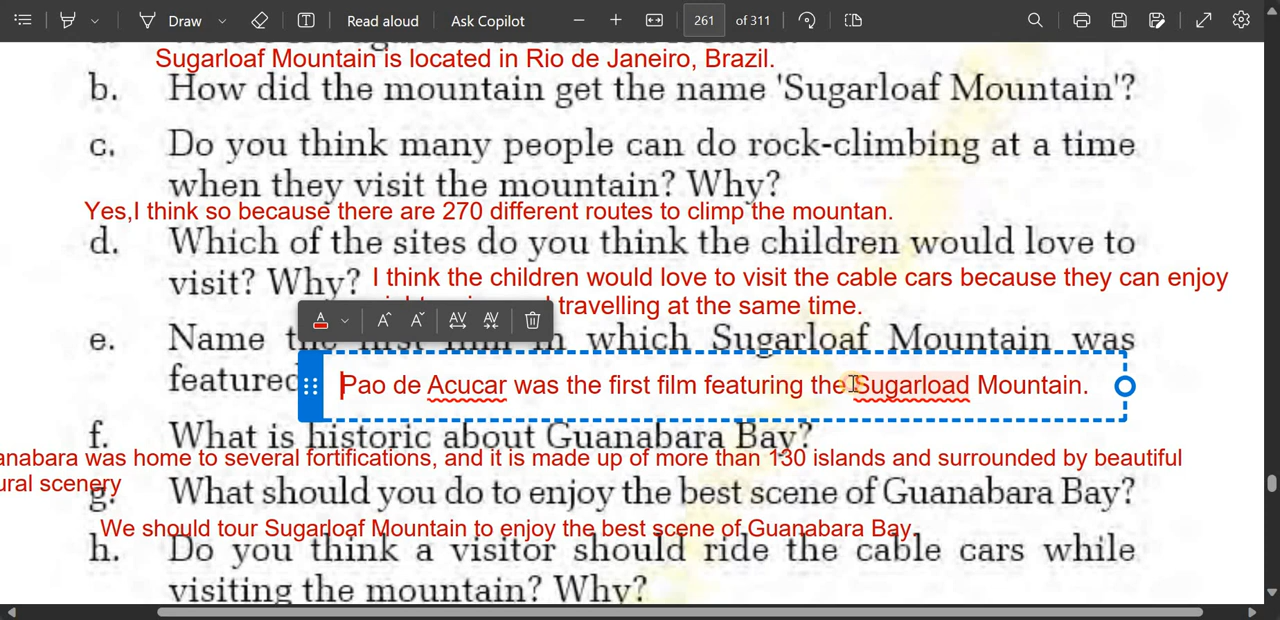 Draw
Read aloud
Ask Copilot
261
of 311
Sugarloaf Mountain is located in Rio de Janeiro, Brazil.
b. How did the mountain get the name 'Sugarloaf Mountain'?
c. Do you think many people can do rock-climbing at a time
when they visit the mountain? Why?
Yes,I think so because there are 270 different routes to climp the mountan.
d. Which of the sites do you think the children would love to
visit? Why? I think the children would love to visit the cable cars because they can enjoy
travelling at the same time.
e. Name the first film in which Sugarloaf Mountain was
featured
Pao de Acucar was the first film featuring the Sugarload Mountain.
f. What is historic about Guanabara Bay?
anabara was home to several fortifications, and it is made up of more than 130 islands and surrounded by beautiful
ural scenery
g. What should you do to enjoy the best scene of Guanabara Bay?
We should tour Sugarloaf Mountain to enjoy the best scene of Guanabara Bay.
h. Do you think a visitor should ride the cable cars while
visiting the mountain? Why?